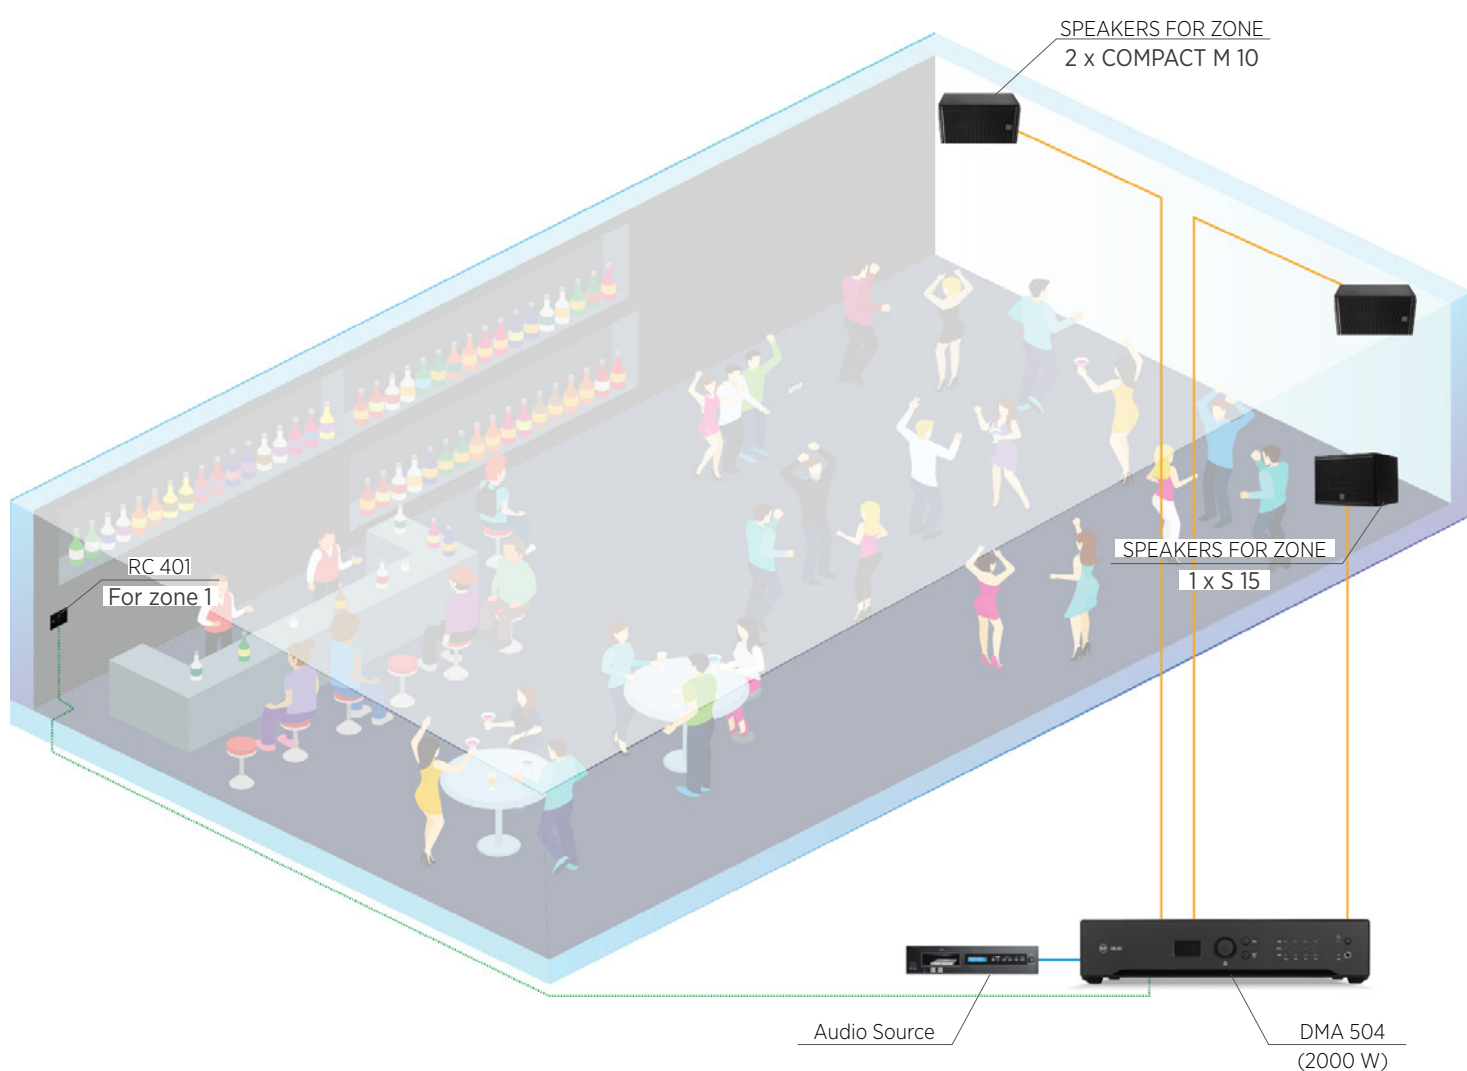 SPEAKERS FOR ZONE
2 x COMPACT M 10
SPEAKERS FOR ZONE
1 x S 15
RC 401
For zone 1
Audio Source
DMA 504
(2000 W)